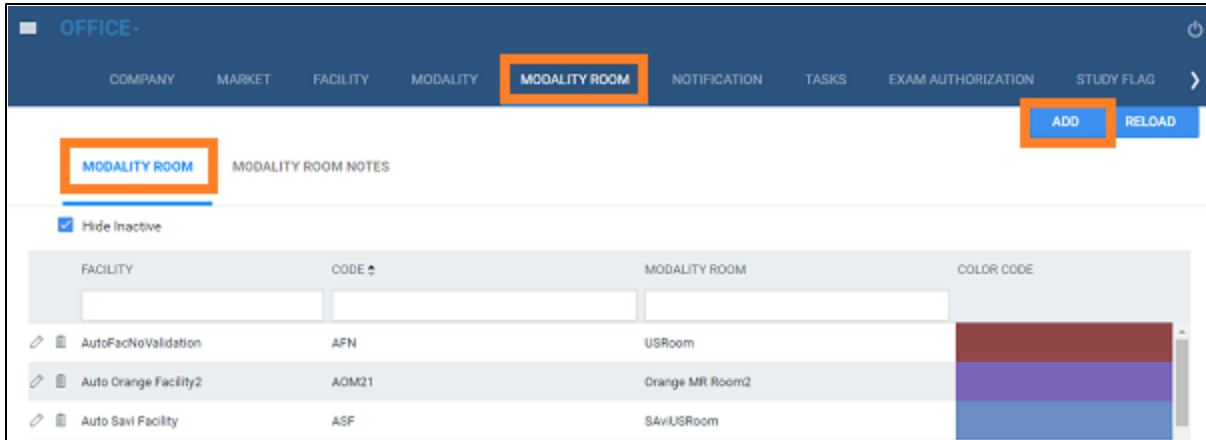 OFFICE-
COMPANY MARKET FACILITY MODALITY MODALITY ROOM NOTIFICATION TASKS EXAM AUTHORIZATION STUDY FLAG
ADD RELOAD
MODALITY ROOM MODALITY ROOM NOTES
Hide Inactive
FACILITY CODE MODALITY ROOM COLOR CODE
AutoFacNoValidation AFN USRoom
Auto Orange Facility2 AOM21 Orange MR Room2
Auto Savi Facility ASF SAviUSRoom